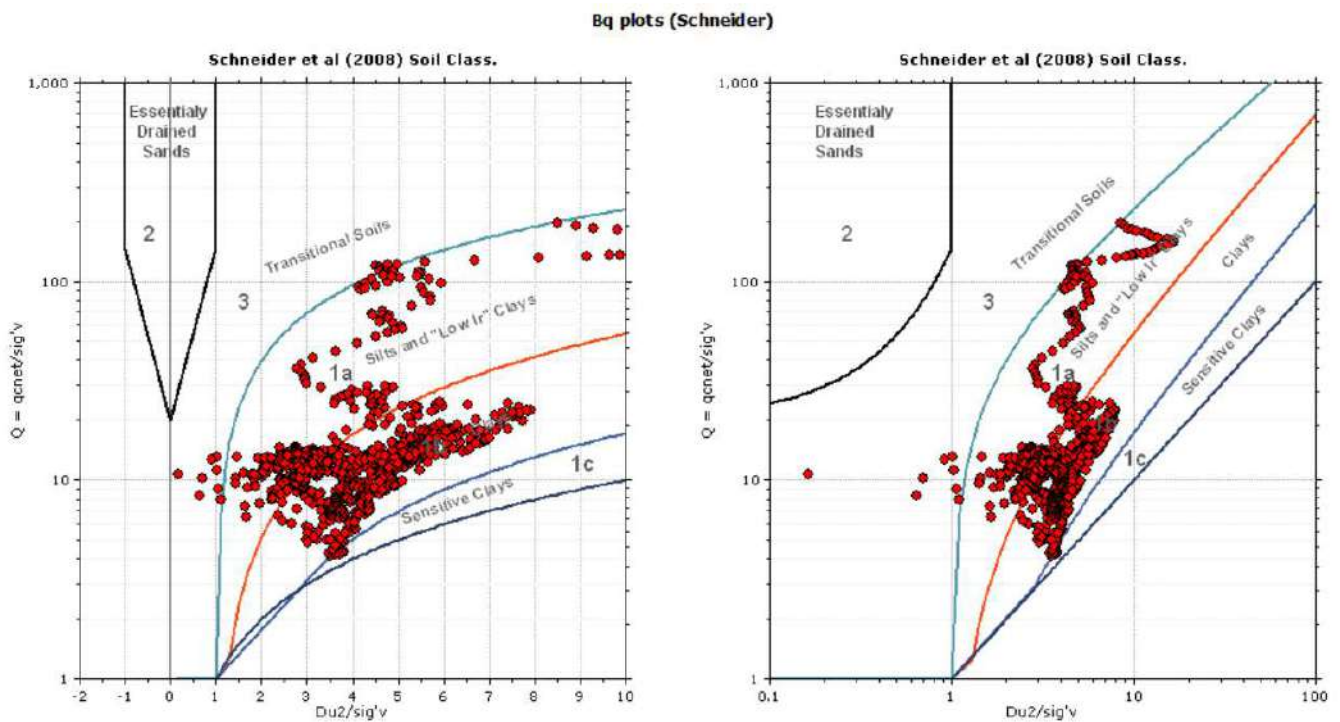 Bq plots (Schneider)
Schneider et al (2008) Soil Class.
1,000
100
10
1
Q = qcnet/sig'v
-2 -1 0 1 2 3 4 5 6 7 8 9 10
Du2/sig'v
Essentialy
Drained
Sands
2
3
Transitional Soils
Silts and "Low Ir" Clays
1a
1c
Sensitive Clays
Schneider et al (2008) Soil Class.
1,000
100
10
1
Q = qcnet/sig'v
0.1 1 10 100
Du2/sig'v
Essentialy
Drained
Sands
2
3
Transitional Soils
Silts and "Low Ir" Clays
Clays
Sensitive Clays
1a
1c